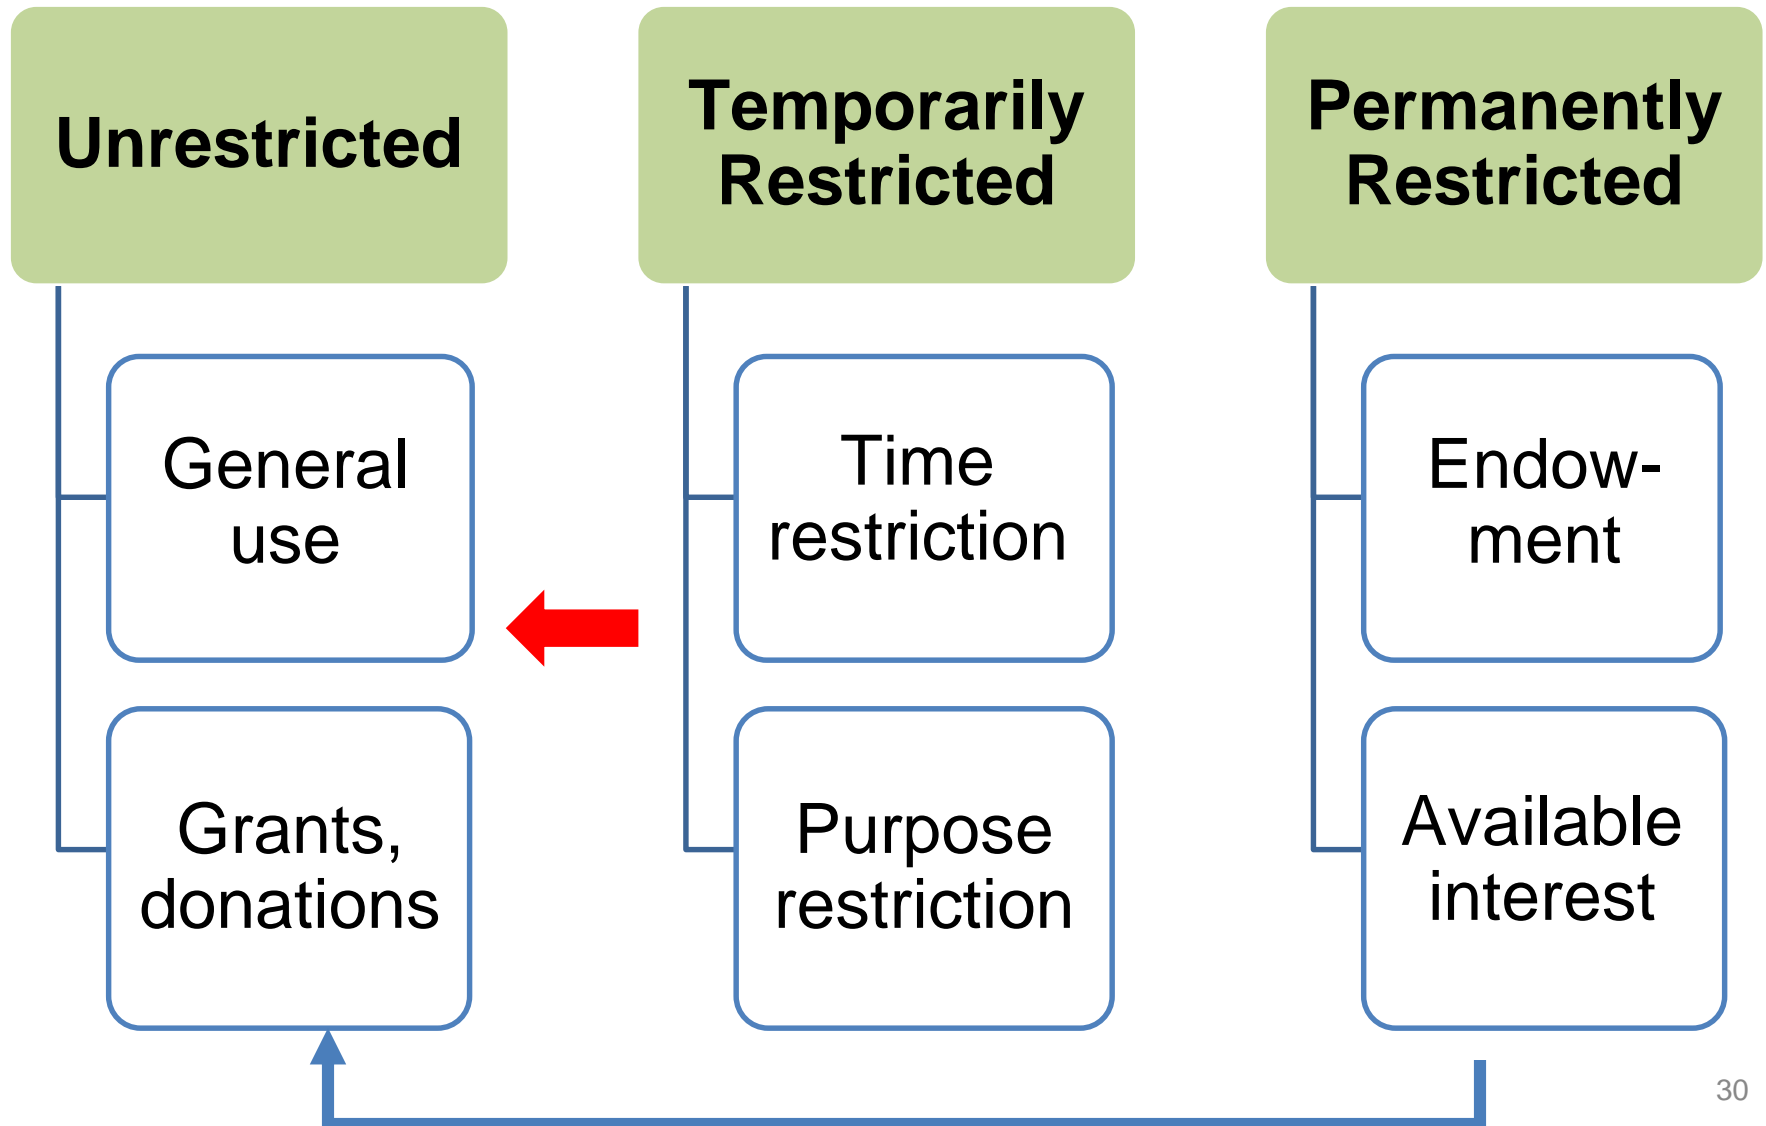 Unrestricted
Temporarily
Restricted
Permanently
Restricted
General
use
Time
restriction
Endow-
ment
Grants,
donations
Purpose
restriction
Available
interest
30